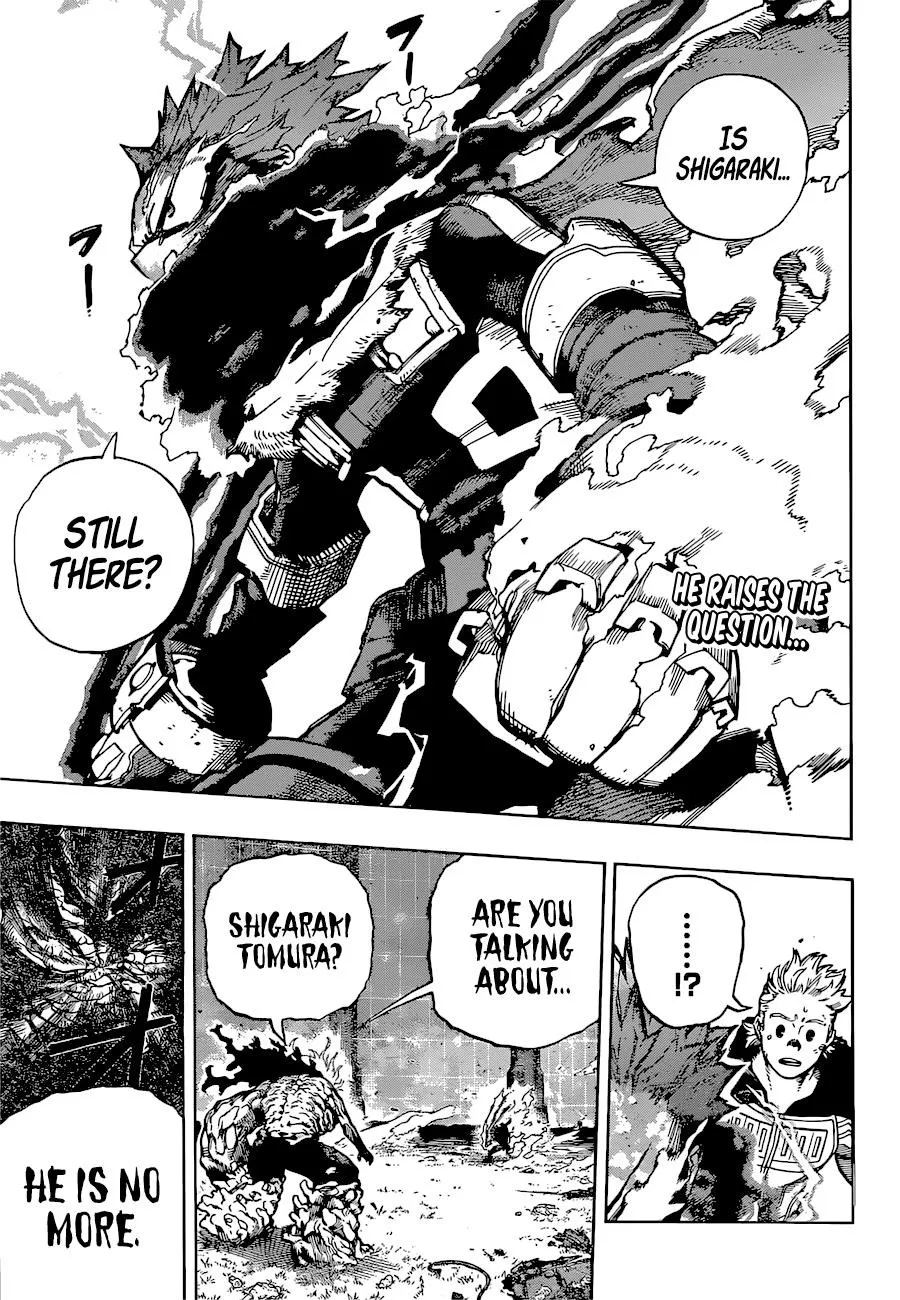 IS
SHIGARAKI...
STILL
THERE?
HE RAISES THE
QUESTION...
......
!?
ARE YOU
TALKING
ABOUT...
SHIGARAKI
TOMURA?
HE IS NO
MORE.